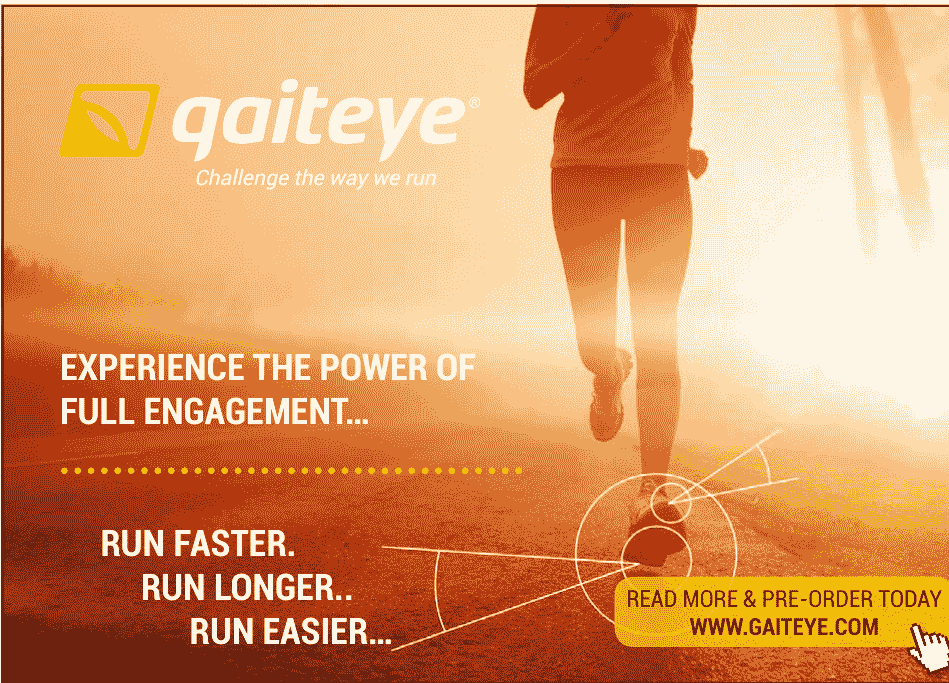 gaiteye®
Challenge the way we run
EXPERIENCE THE POWER OF
FULL ENGAGEMENT...
RUN FASTER.
RUN LONGER..
RUN EASIER...
READ MORE & PRE-ORDER TODAY
WWW.GAITEYE.COM